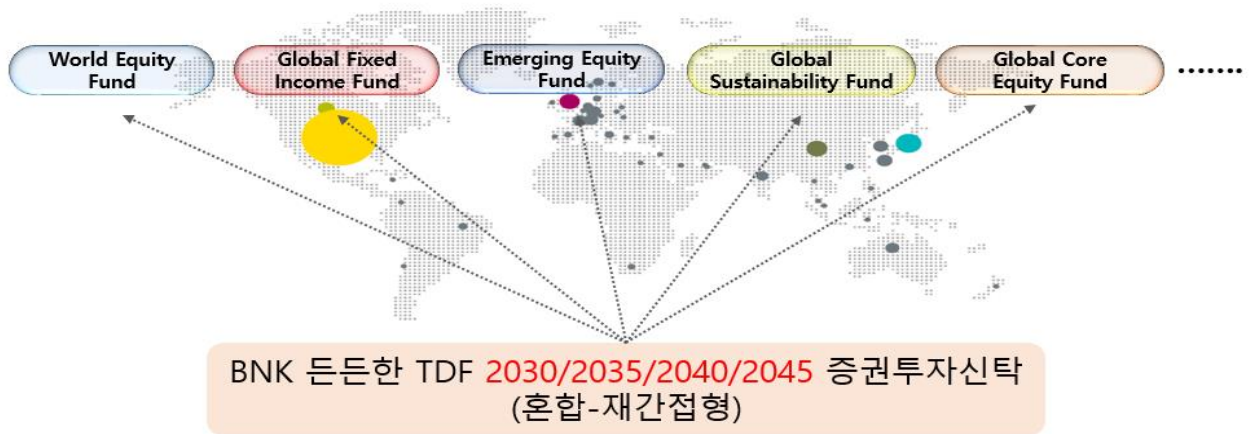 World Equity
Fund
Global Fixed
Income Fund
Emerging Equity
Fund
Global
Sustainability Fund
Global Core
Equity Fund
.......
BNK 든든한 TDF 2030/2035/2040/2045 증권투자신탁
(혼합-재간접형)